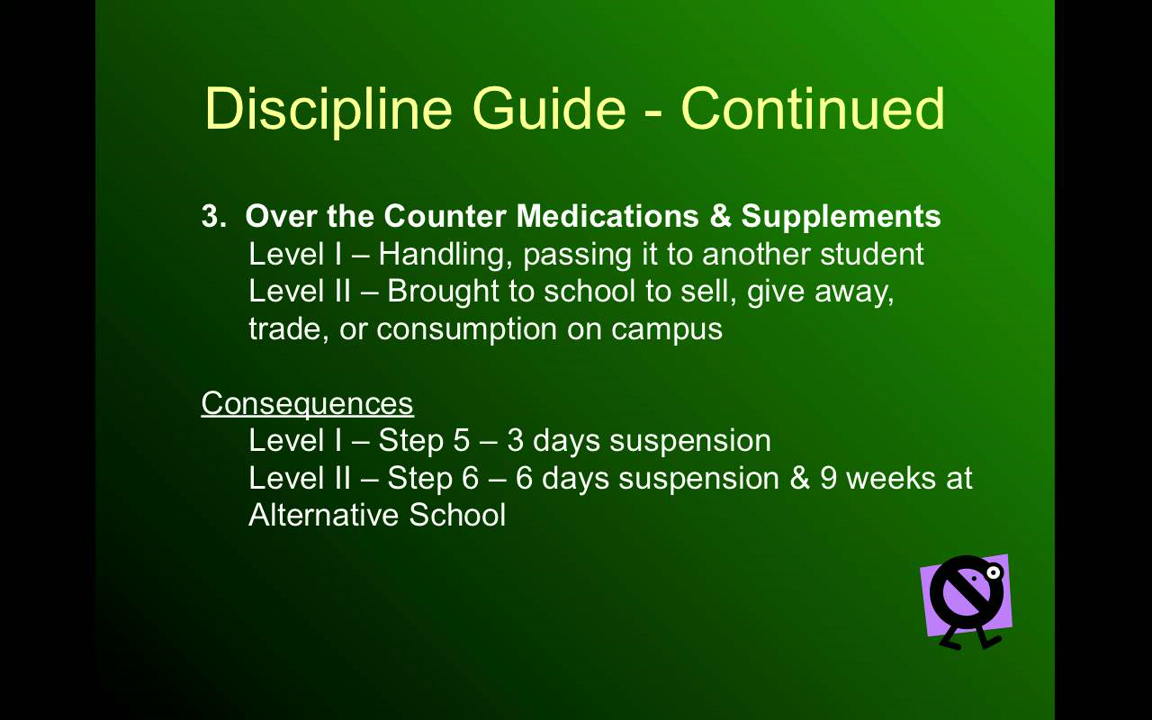 Discipline Guide - Continued
3. Over the Counter Medications & Supplements
Level I – Handling, passing it to another student
Level II – Brought to school to sell, give away,
trade, or consumption on campus
Consequences
Level I – Step 5 – 3 days suspension
Level II – Step 6 – 6 days suspension & 9 weeks at
Alternative School